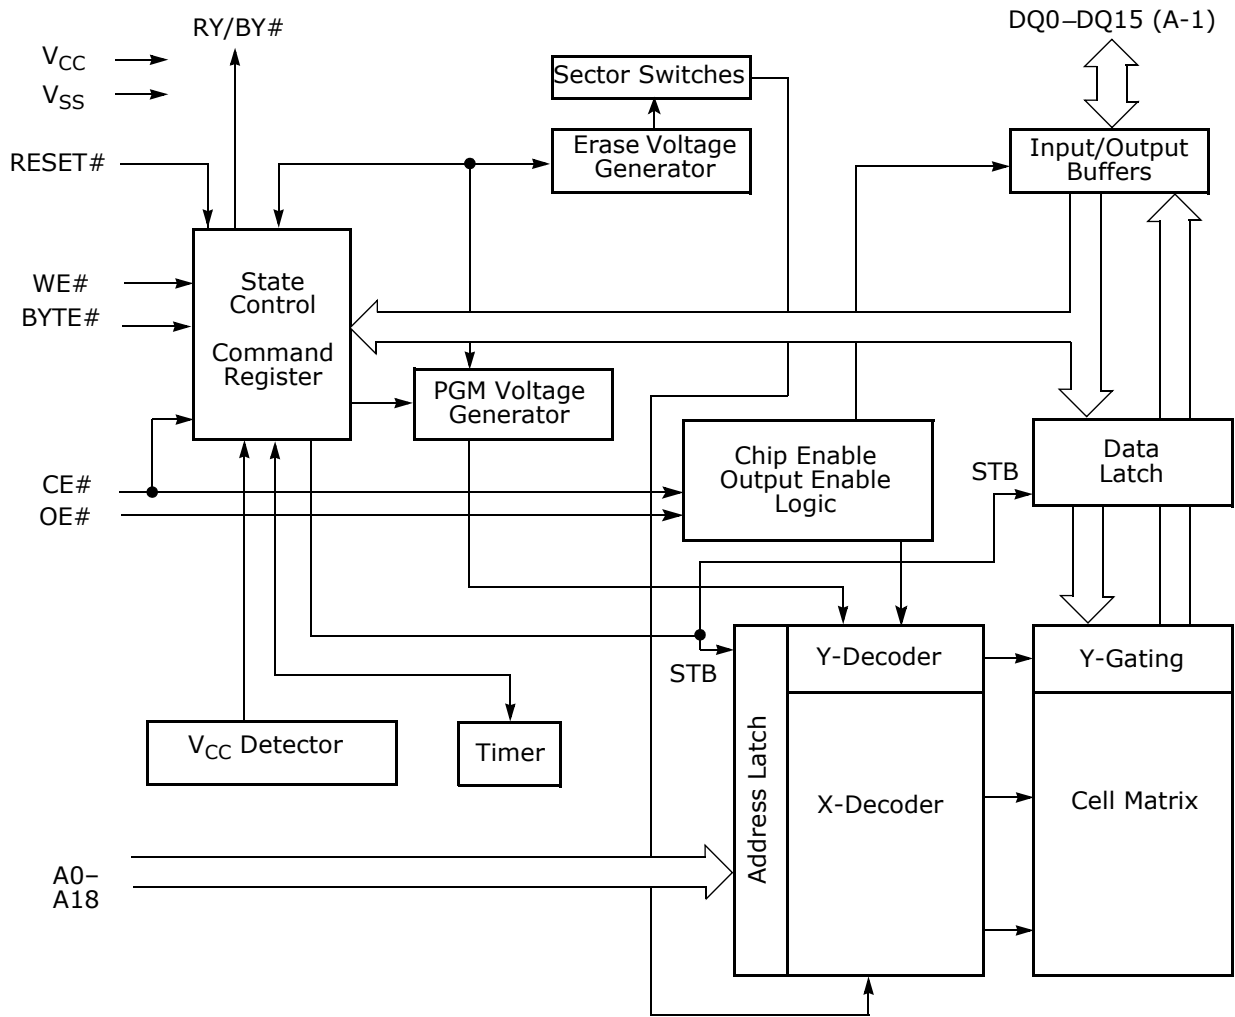 RY/BY#
DQ0–DQ15 (A-1)
VCC
VSS
Sector Switches
RESET#
Erase Voltage
Generator
Input/Output
Buffers
WE#
BYTE#
State
Control
Command
Register
PGM Voltage
Generator
CE#
OE#
Chip Enable
Output Enable
Logic
STB
Data
Latch
STB
Y-Decoder
Y-Gating
VCC Detector
Timer
Address Latch
X-Decoder
Cell Matrix
A0–
A18